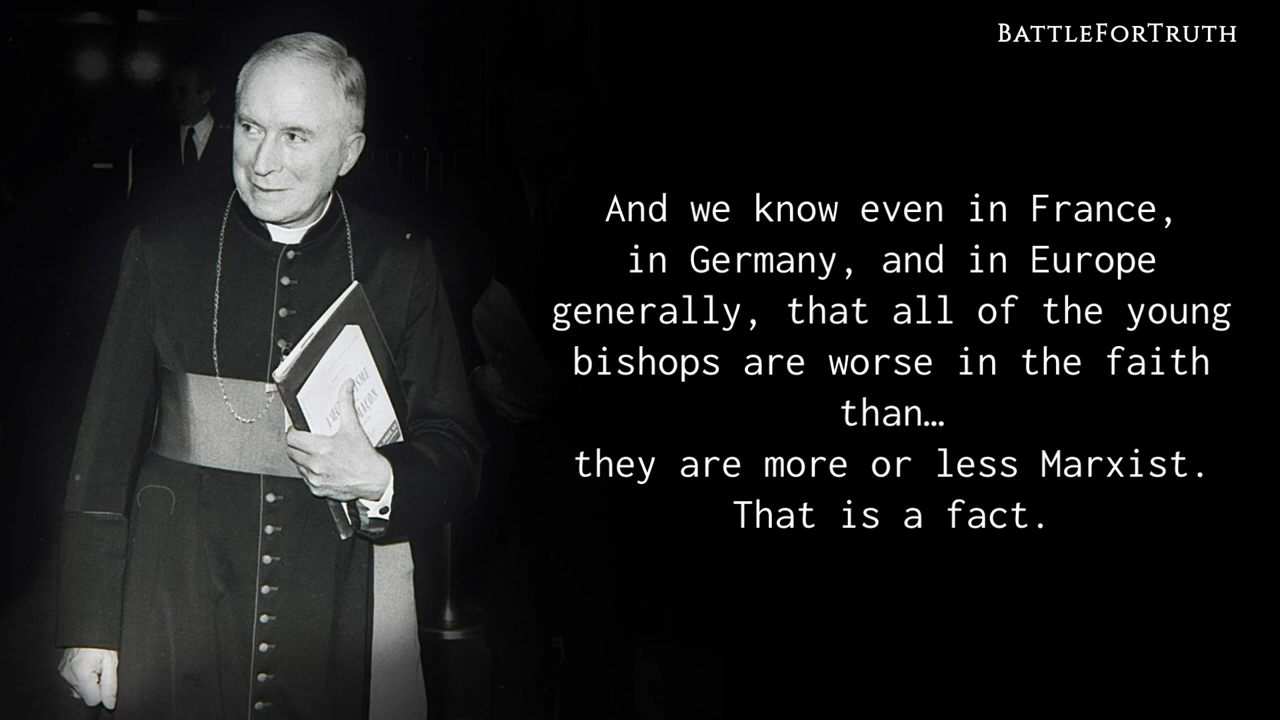 BATTLEFORTRUTH
And we know even in France,
in Germany, and in Europe
generally, that all of the young
bishops are worse in the faith
than…
they are more or less Marxist.
That is a fact.